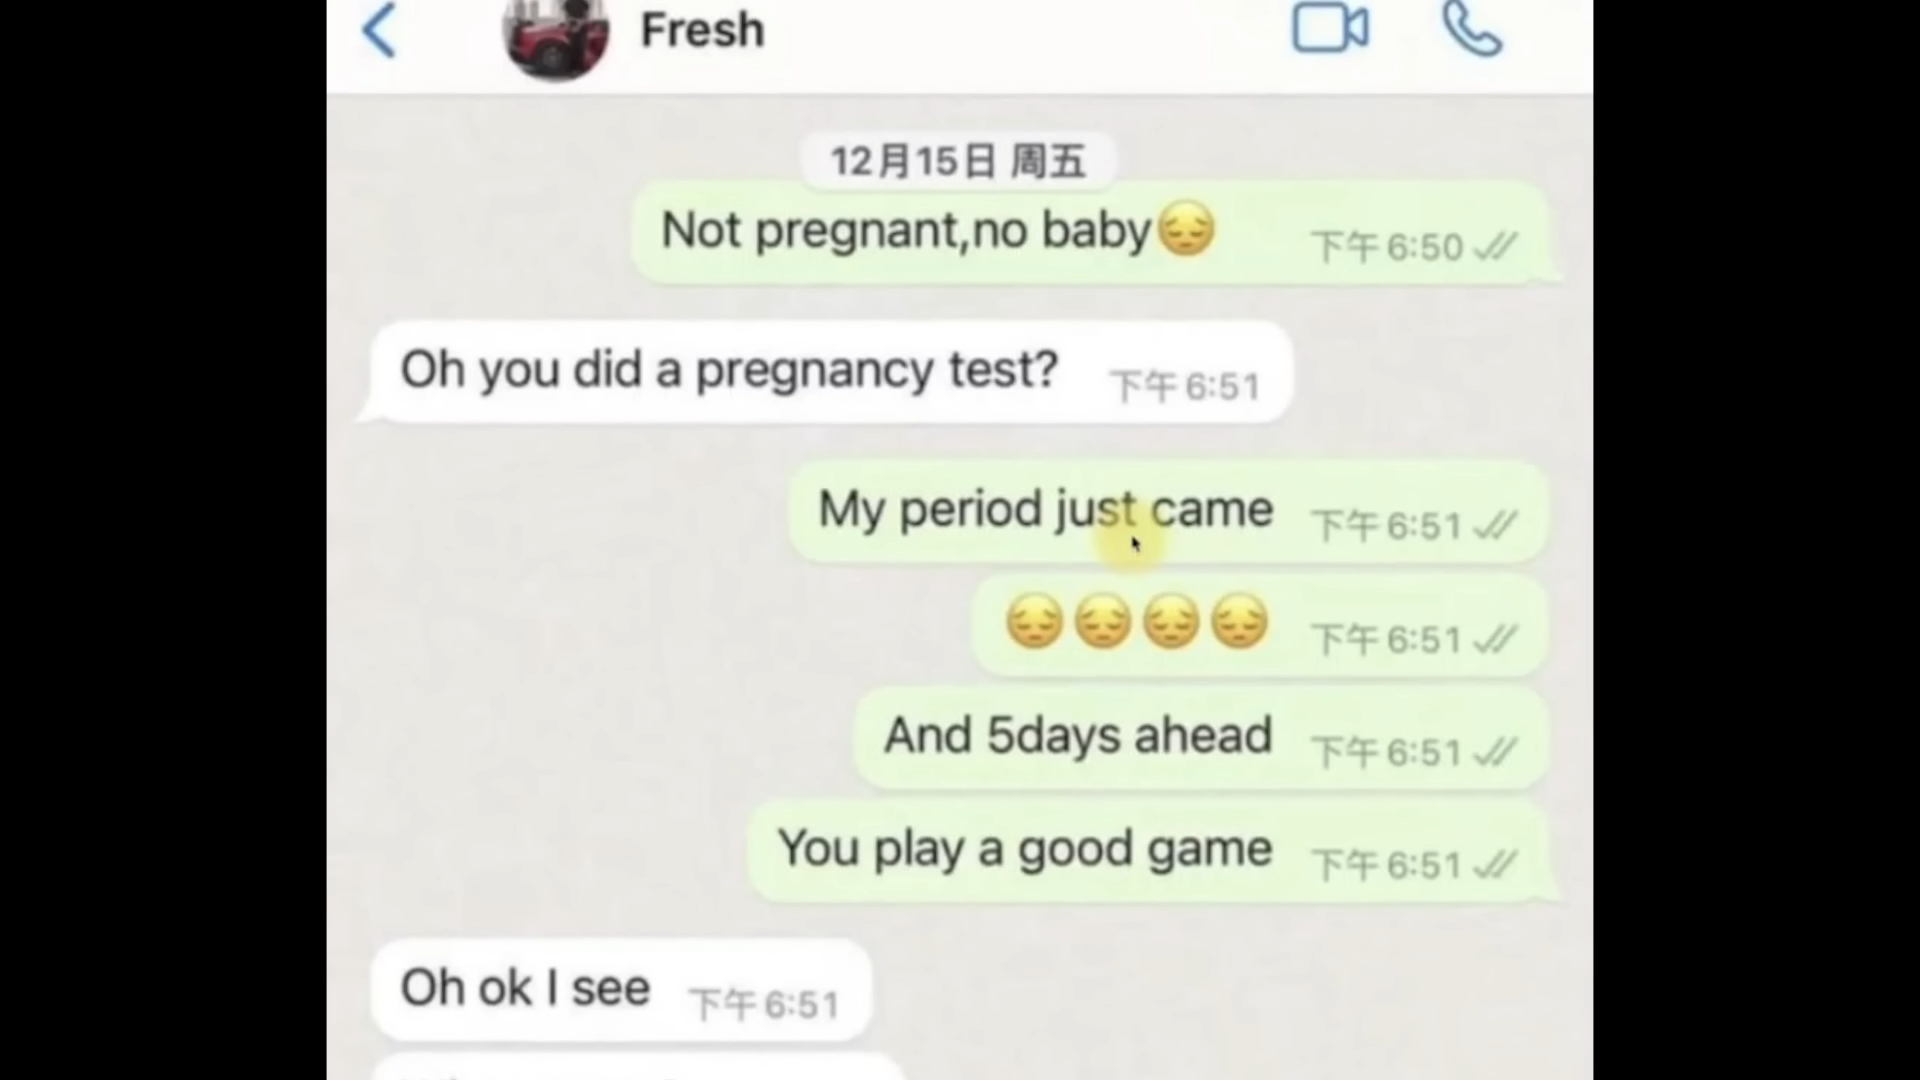 Fresh
12月15日 周五
Not pregnant,no baby😔 下午 6:50
Oh you did a pregnancy test? 下午 6:51
My period just came 下午 6:51
😔😔😔😔 下午 6:51
And 5days ahead 下午 6:51
You play a good game 下午 6:51
Oh ok I see 下午 6:51